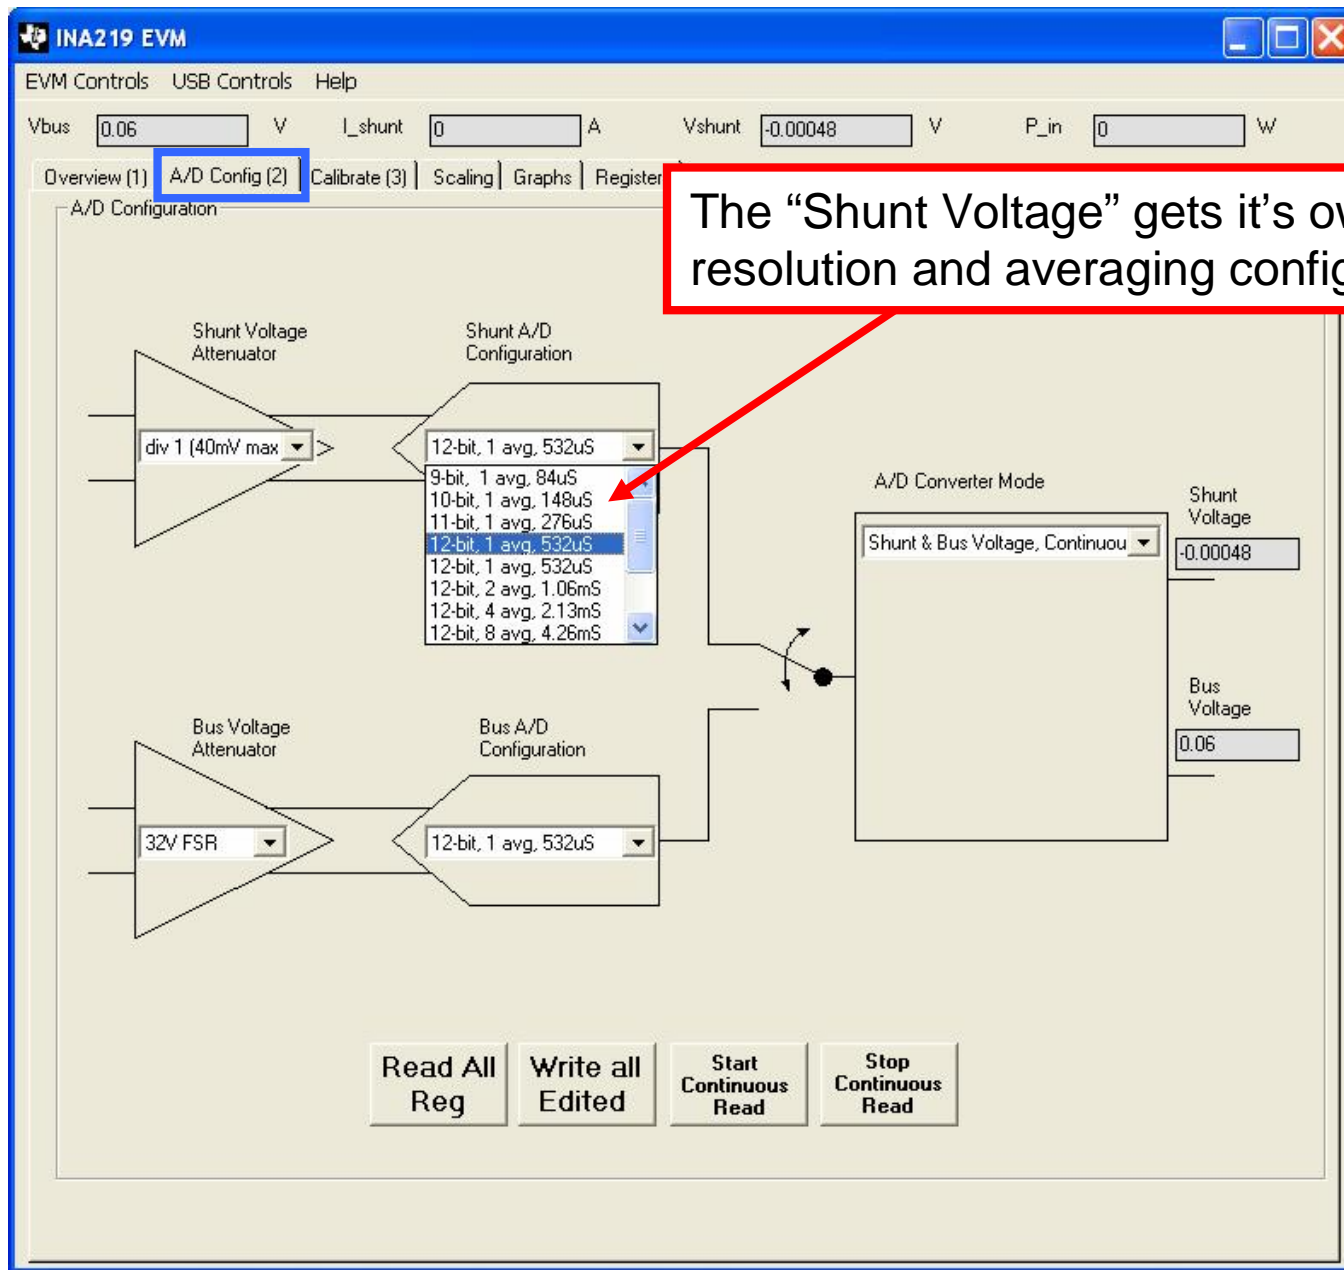 INA219 EVM
EVM Controls USB Controls Help
Vbus 0.06 V I_shunt 0 A Vshunt -0.00048 V P_in 0 W
Overview (1) A/D Config (2) Calibrate (3) Scaling Graphs Register
A/D Configuration
The “Shunt Voltage” gets it’s
resolution and averaging
Shunt Voltage
Attenuator
Shunt A/D
Configuration
div 1 (40mV max
12-bit, 1 avg, 532uS
9-bit, 1 avg, 84uS
10-bit, 1 avg, 148uS
11-bit, 1 avg, 276uS
12-bit, 1 avg, 532uS
12-bit, 1 avg, 532uS
12-bit, 2 avg, 1.06mS
12-bit, 4 avg, 2.13mS
12-bit, 8 avg, 4.26mS
A/D Converter Mode
Shunt & Bus Voltage, Continuou
Shunt
Voltage
-0.00048
Bus
Voltage
0.06
Bus Voltage
Attenuator
Bus A/D
Configuration
32V FSR
12-bit, 1 avg, 532uS
Read All
Reg
Write all
Edited
Start
Continuous
Read
Stop
Continuous
Read